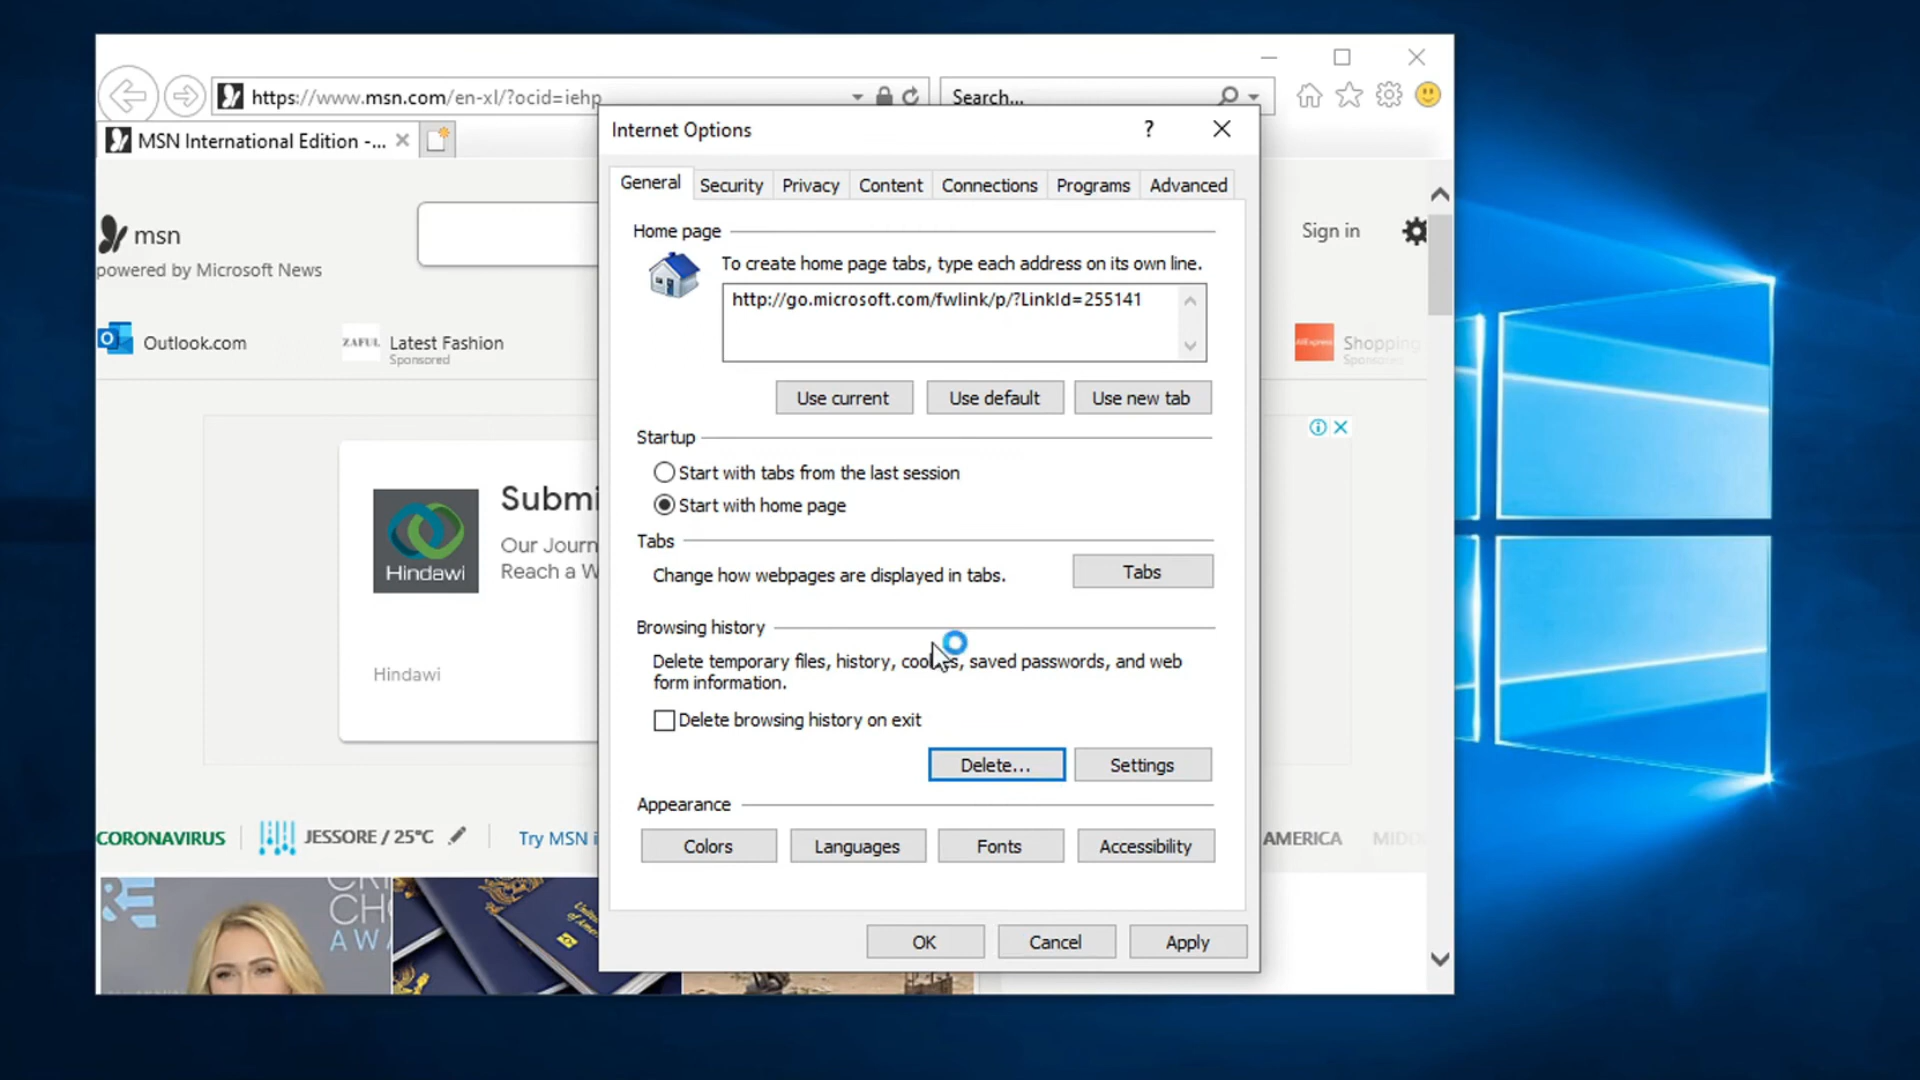 https://www.msn.com/en-xl/?ocid=iehp
Search...
MSN International Edition -...
Internet Options
?
General
Security
Privacy
Content
Connections
Programs
Advanced
msn
powered by Microsoft News
Sign in
Outlook.com
ZAFUL
Latest Fashion
Sponsored
AliExpress
Shopping
Sponsored
Home page
To create home page tabs, type each address on its own line.
http://go.microsoft.com/fwlink/p/?LinkId=255141
Use current
Use default
Use new tab
Startup
Start with tabs from the last session
Start with home page
Tabs
Change how webpages are displayed in tabs.
Tabs
Browsing history
Delete temporary files, history, cookies, saved passwords, and web
form information.
Delete browsing history on exit
Delete...
Settings
Appearance
Colors
Languages
Fonts
Accessibility
OK
Cancel
Apply
Hindawi
Submi
Our Journ
Reach a W
Hindawi
CORONAVIRUS
JESSORE / 25°C
Try MSN i
AMERICA
MIDD